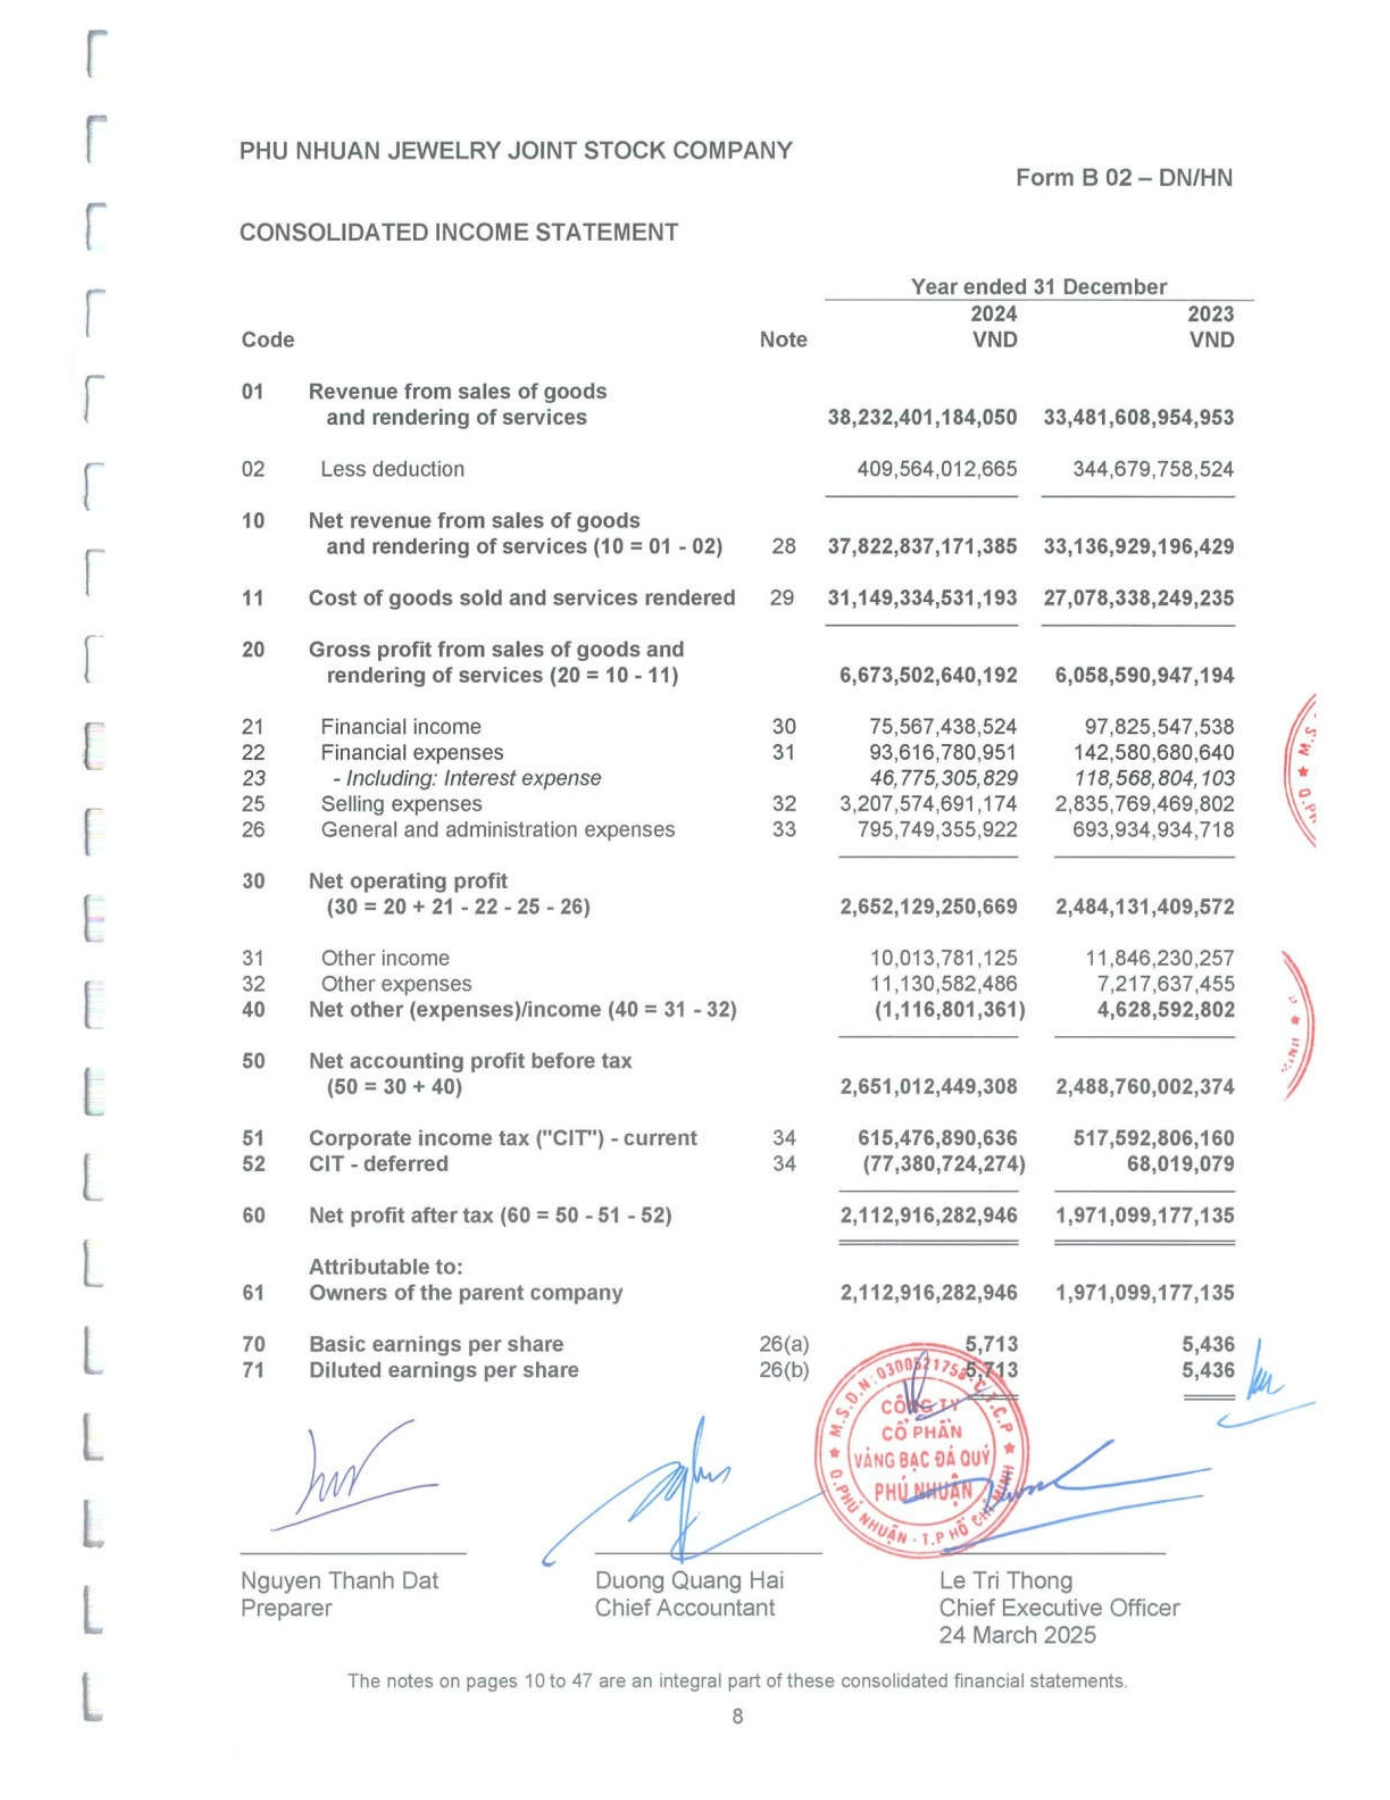 PHU NHUAN JEWELRY JOINT STOCK COMPANY
Form B 02 – DN/HN
CONSOLIDATED INCOME STATEMENT
Year ended 31 December
2024 2023
Code Note VND VND
01 Revenue from sales of goods
and rendering of services 38,232,401,184,050 33,481,608,954,953
02 Less deduction 409,564,012,665 344,679,758,524
10 Net revenue from sales of goods
and rendering of services (10 = 01 - 02) 28 37,822,837,171,385 33,136,929,196,429
11 Cost of goods sold and services rendered 29 31,149,334,531,193 27,078,338,249,235
20 Gross profit from sales of goods and
rendering of services (20 = 10 - 11) 6,673,502,640,192 6,058,590,947,194
21 Financial income 30 75,567,438,524 97,825,547,538
22 Financial expenses 31 93,616,780,951 142,580,680,640
23 - Including: Interest expense 46,775,305,829 118,568,804,103
25 Selling expenses 32 3,207,574,691,174 2,835,769,469,802
26 General and administration expenses 33 795,749,355,922 693,934,934,718
30 Net operating profit
(30 = 20 + 21 - 22 - 25 - 26) 2,652,129,250,669 2,484,131,409,572
31 Other income 10,013,781,125 11,846,230,257
32 Other expenses 11,130,582,486 7,217,637,455
40 Net other (expenses)/income (40 = 31 - 32) (1,116,801,361) 4,628,592,802
50 Net accounting profit before tax
(50 = 30 + 40) 2,651,012,449,308 2,488,760,002,374
51 Corporate income tax ("CIT") - current 34 615,476,890,636 517,592,806,160
52 CIT - deferred 34 (77,380,724,274) 68,019,079
60 Net profit after tax (60 = 50 - 51 - 52) 2,112,916,282,946 1,971,099,177,135
Attributable to:
61 Owners of the parent company 2,112,916,282,946 1,971,099,177,135
70 Basic earnings per share 26(a) 5,713 5,436
71 Diluted earnings per share 26(b) 5,713 5,436
M.S.D.N: 0300521758-C.T.C.P
CÔNG TY
CỔ PHẦN
VÀNG BẠC ĐÁ QUÝ
PHÚ NHUẬN
Q.PHÚ NHUẬN - T.P HỒ CHÍ MINH
Nguyen Thanh Dat Duong Quang Hai Le Tri Thong
Preparer Chief Accountant Chief Executive Officer
24 March 2025
The notes on pages 10 to 47 are an integral part of these consolidated financial statements.
8